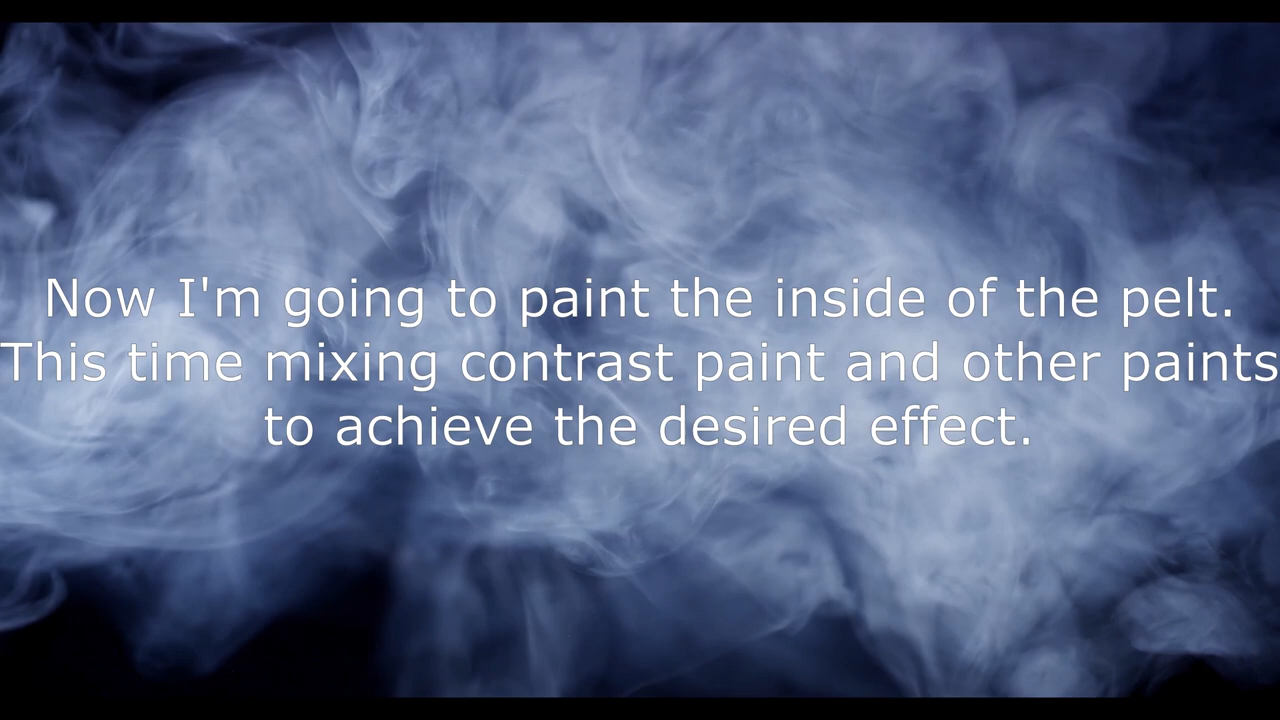 Now I'm going to paint the inside of the pelt.
This time mixing contrast paint and other paints
to achieve the desired effect.